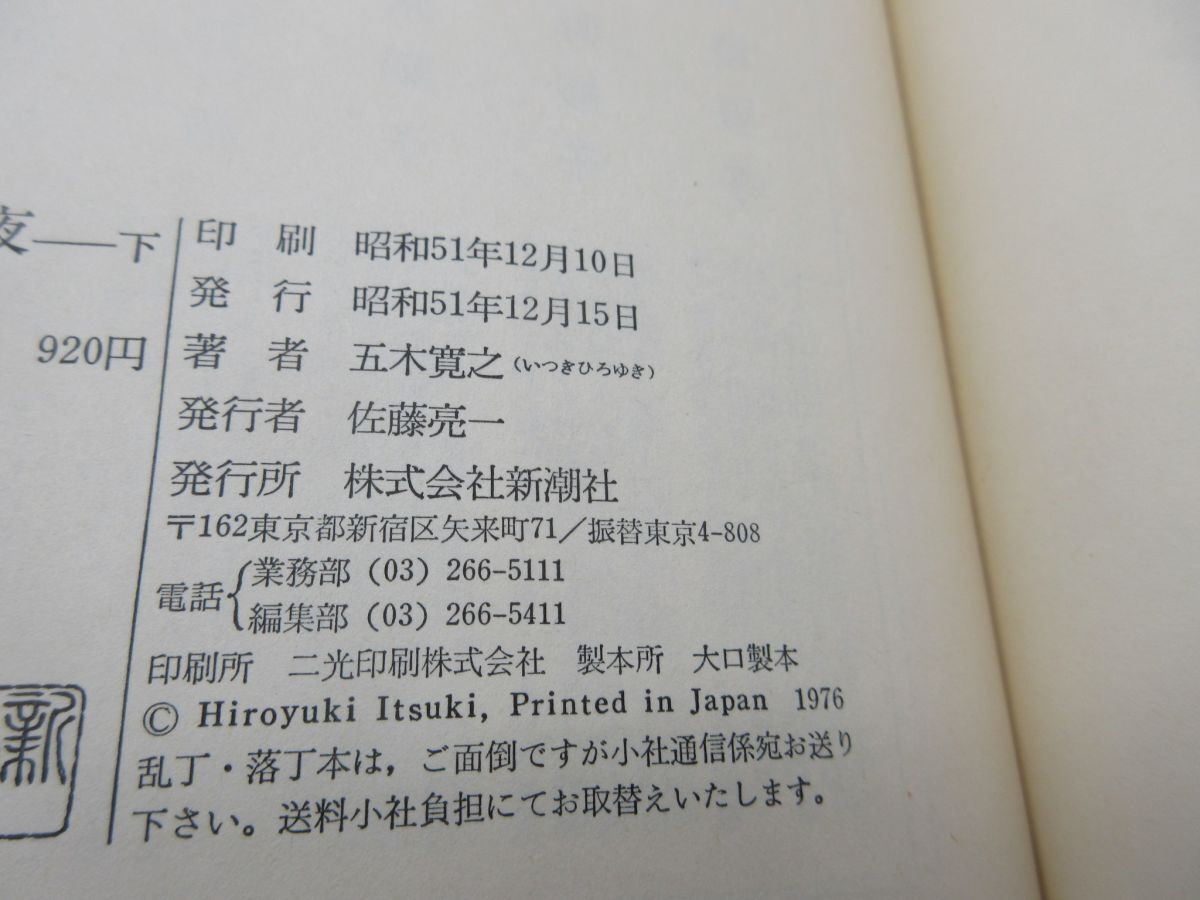 夜——下
920円
印刷 昭和51年12月10日
発行 昭和51年12月15日
著者 五木寛之(いつきひろゆき)
発行者 佐藤亮一
発行所 株式会社新潮社
〒162東京都新宿区矢来町71/振替東京4-808
電話{業務部 (03) 266-5111
編集部 (03) 266-5411
印刷所 二光印刷株式会社 製本所 大口製本
© Hiroyuki Itsuki, Printed in Japan 1976
乱丁・落丁本は，ご面倒ですが小社通信係宛お送り
下さい。送料小社負担にてお取替えいたします。
新